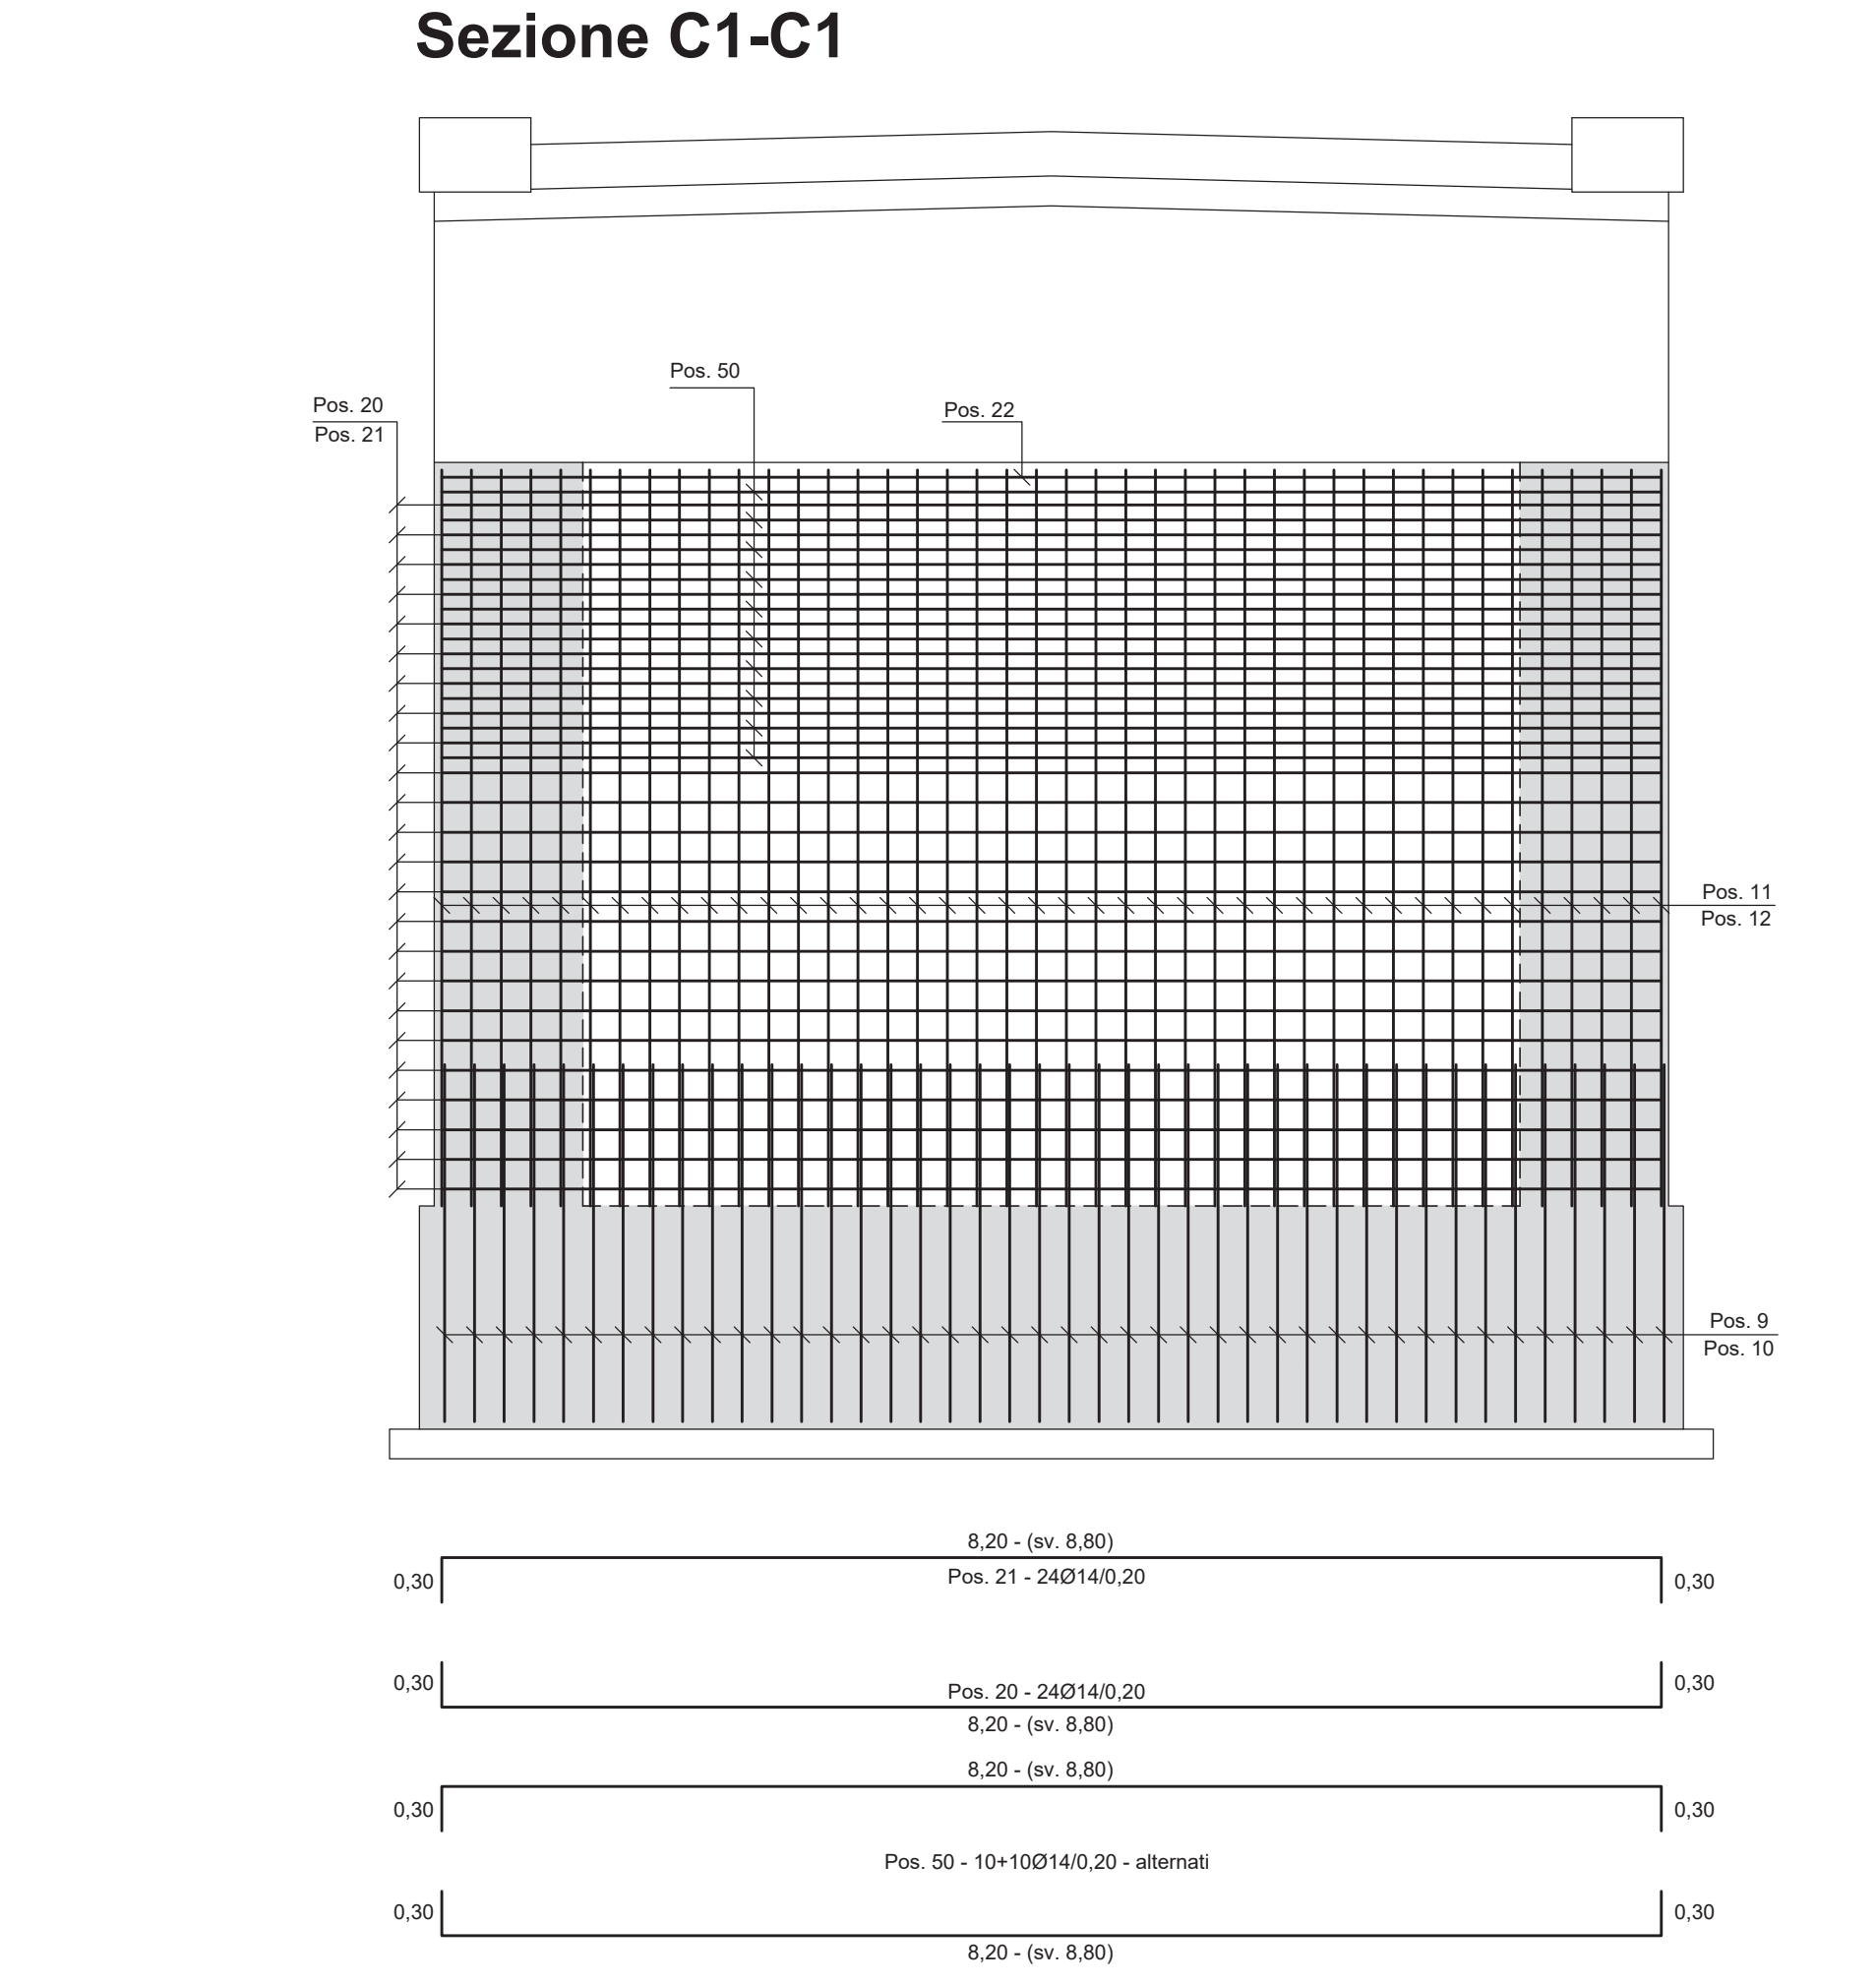 Sezione C1-C1
Pos. 50
Pos. 20
Pos. 22
Pos. 21
Pos. 11
Pos. 12
Pos. 9
Pos. 10
8,20 - (sv. 8,80)
0,30
Pos. 21 - 24Ø14/0,20
0,30
0,30
Pos. 20 - 24Ø14/0,20
0,30
8,20 - (sv. 8,80)
8,20 - (sv. 8,80)
0,30
0,30
Pos. 50 - 10+10Ø14/0,20 - alternati
0,30
0,30
8,20 - (sv. 8,80)